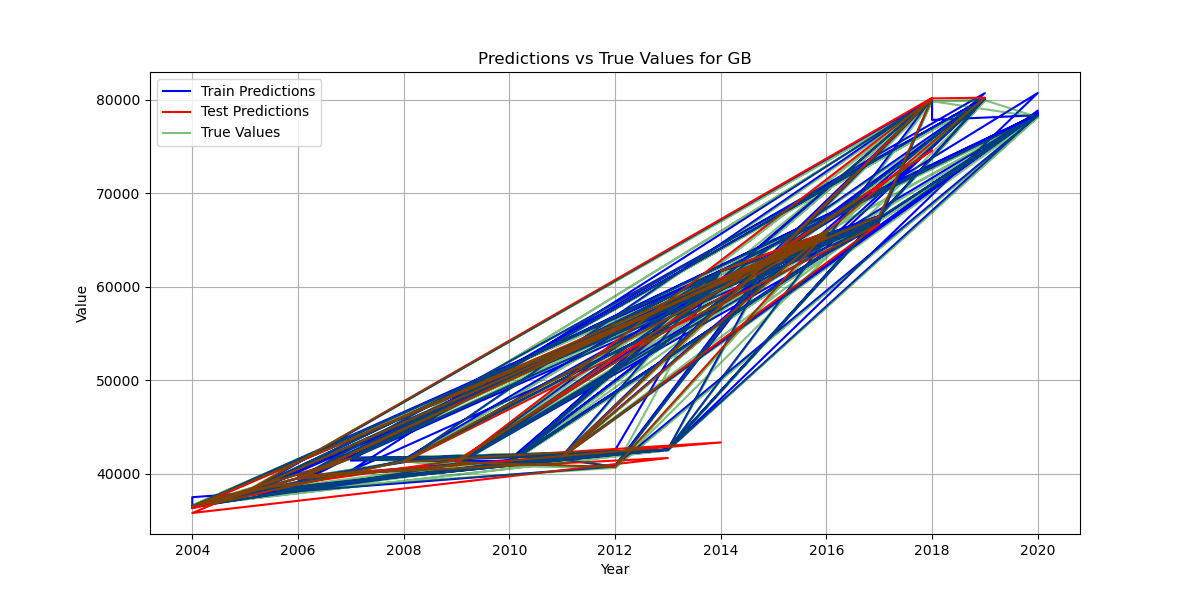 Predictions vs True Values for GB
Train Predictions
Test Predictions
True Values
80000
70000
60000
50000
40000
Value
2004 2006 2008 2010 2012 2014 2016 2018 2020
Year